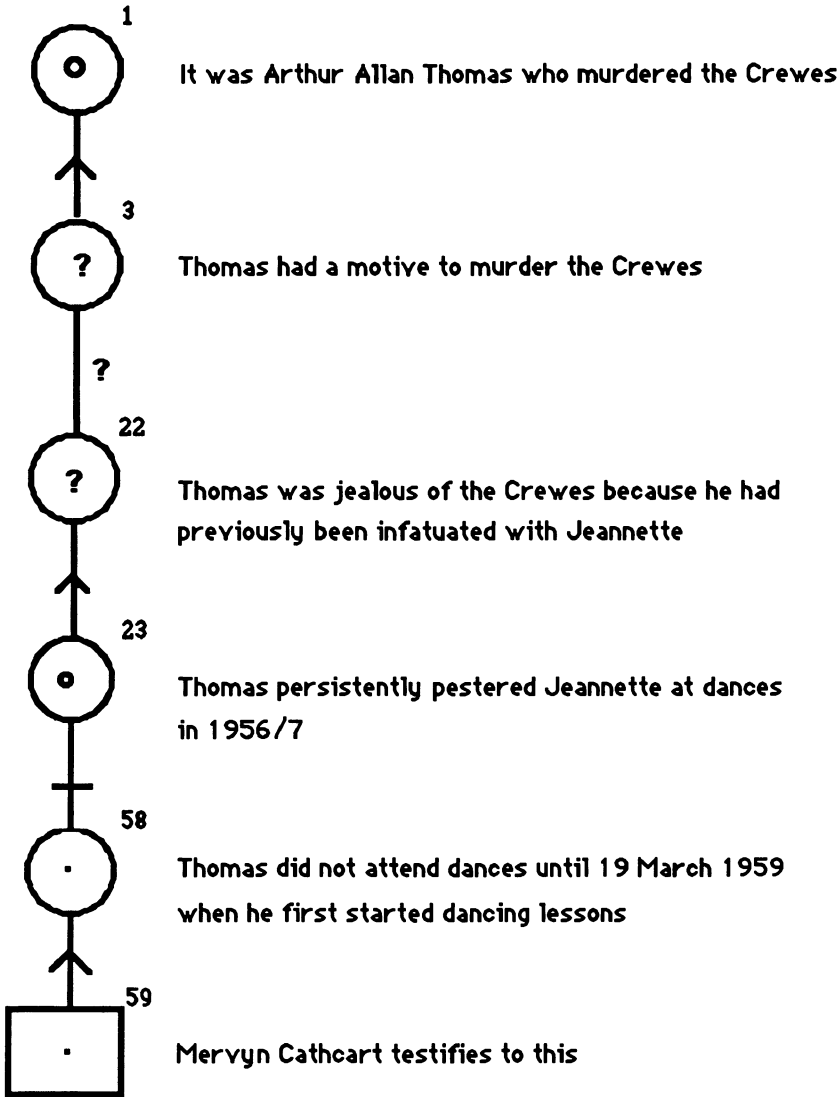 1
It was Arthur Allan Thomas who murdered the Crewes
3
?
Thomas had a motive to murder the Crewes
?
22
?
Thomas was jealous of the Crewes because he had
previously been infatuated with Jeannette
23
Thomas persistently pestered Jeannette at dances
in 1956/7
58
Thomas did not attend dances until 19 March 1959
when he first started dancing lessons
59
Mervyn Cathcart testifies to this